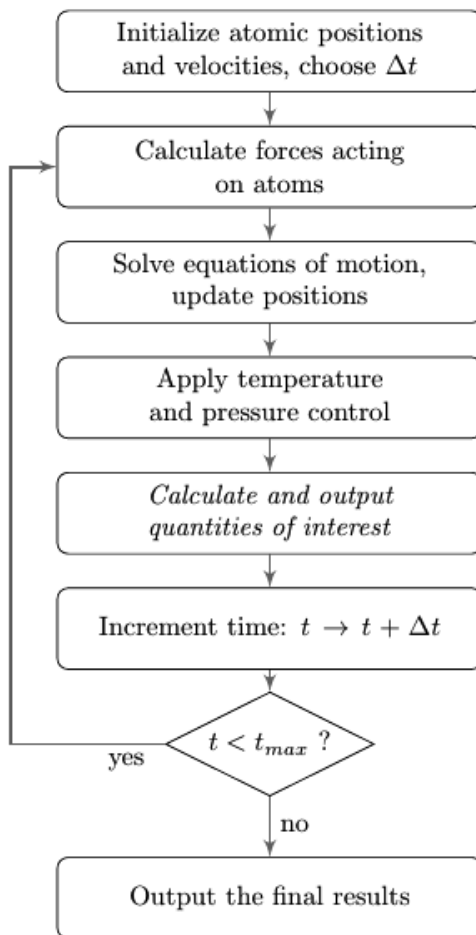 Initialize atomic positions
and velocities, choose Δt
Calculate forces acting
on atoms
Solve equations of motion,
update positions
Apply temperature
and pressure control
Calculate and output
quantities of interest
Increment time: t → t + Δt
t < tₘₐₓ ?
yes
no
Output the final results